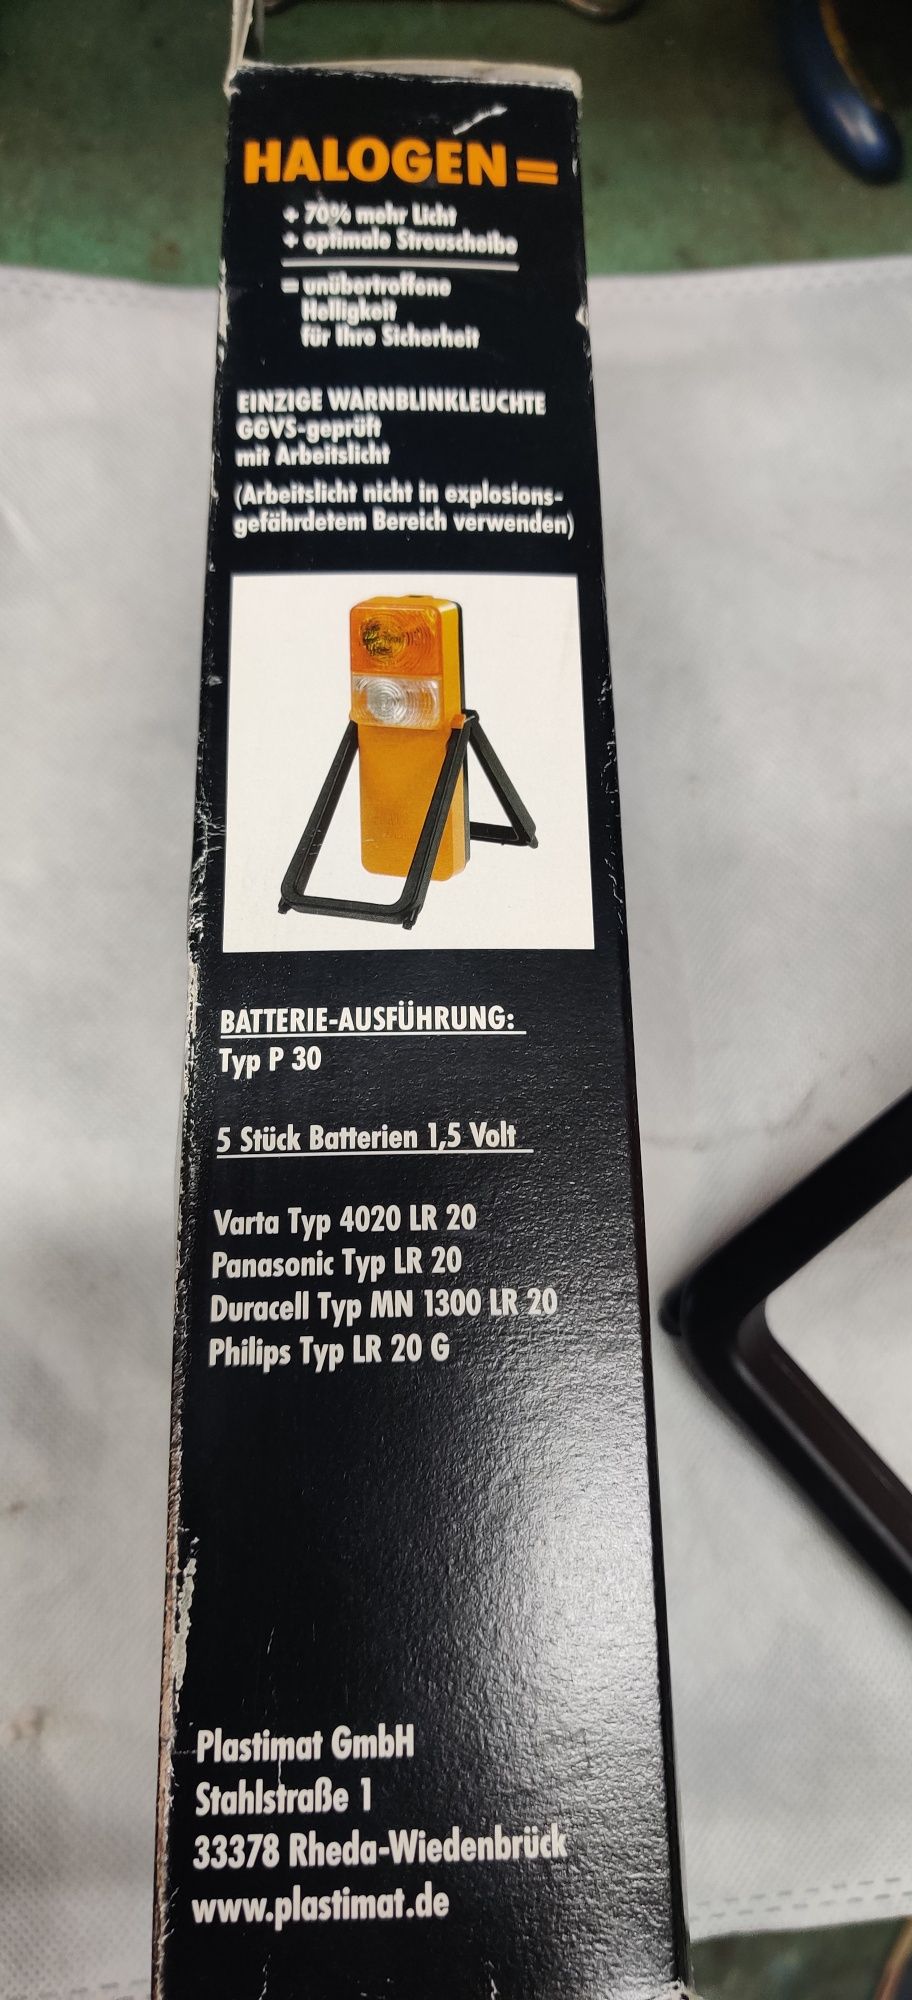 HALOGEN=
+ 70% mehr Licht
+ optimale Streuscheibe
= unübertroffene
Helligkeit
für Ihre Sicherheit
EINZIGE WARNBLINKLEUCHTE
GGVS-geprüft
mit Arbeitslicht
(Arbeitslicht nicht in explosions-
gefährdetem Bereich verwenden)
BATTERIE-AUSFÜHRUNG:
Typ P 30
5 Stück Batterien 1,5 Volt
Varta Typ 4020 LR 20
Panasonic Typ LR 20
Duracell Typ MN 1300 LR 20
Philips Typ LR 20 G
Plastimat GmbH
Stahlstraße 1
33378 Rheda-Wiedenbrück
www.plastimat.de